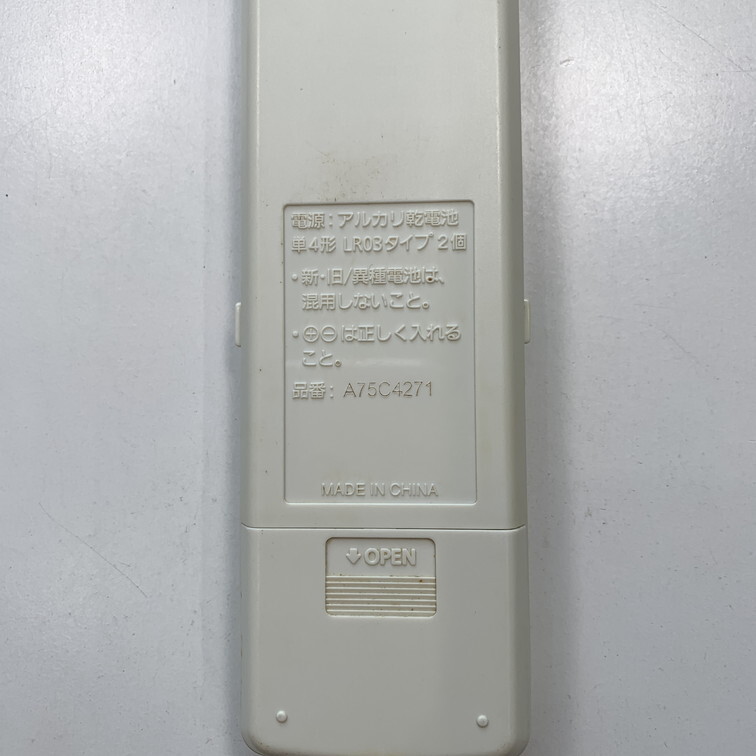 電源：アルカリ乾電池
単4形 LR03タイプ 2個
・新・旧/異種電池は、
混用しないこと。
・⊕⊖は正しく入れる
こと。
品番： A75C4271
MADE IN CHINA
↓OPEN